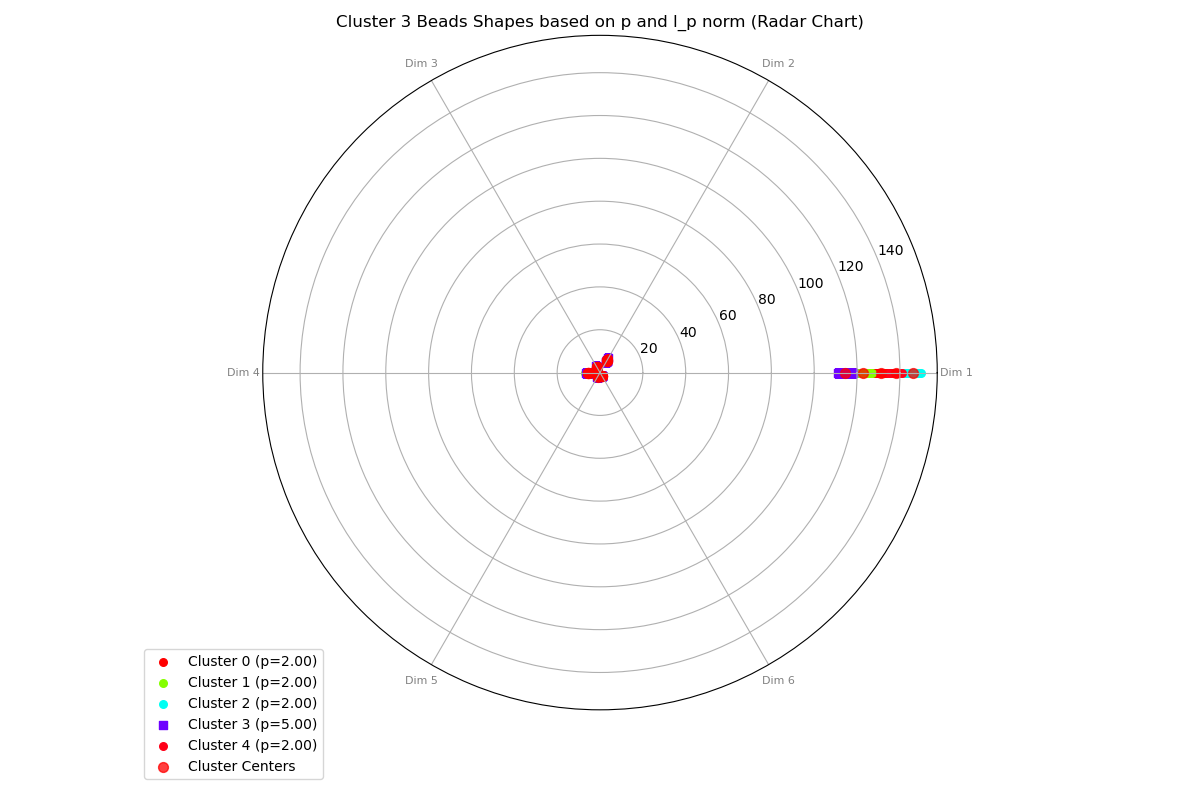 Cluster 3 Beads Shapes based on p and l_p norm (Radar Chart)
Dim 3
Dim 2
140
120
100
80
60
40
20
Dim 4
Dim 1
Dim 5
Dim 6
Cluster 0 (p=2.00)
Cluster 1 (p=2.00)
Cluster 2 (p=2.00)
Cluster 3 (p=5.00)
Cluster 4 (p=2.00)
Cluster Centers